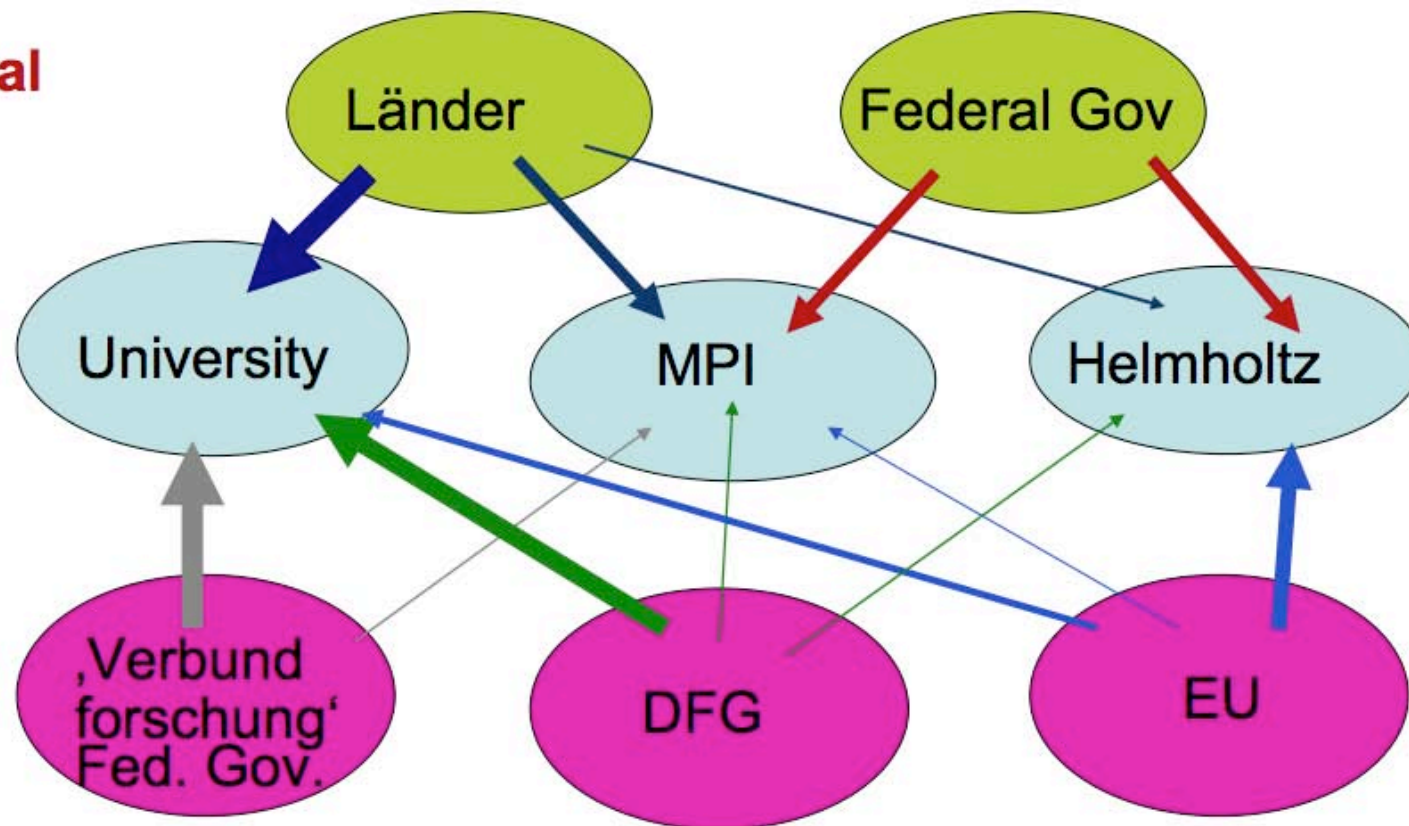 al
Länder
Federal Gov
University
MPI
Helmholtz
‚Verbund
forschung‘
Fed. Gov.
DFG
EU